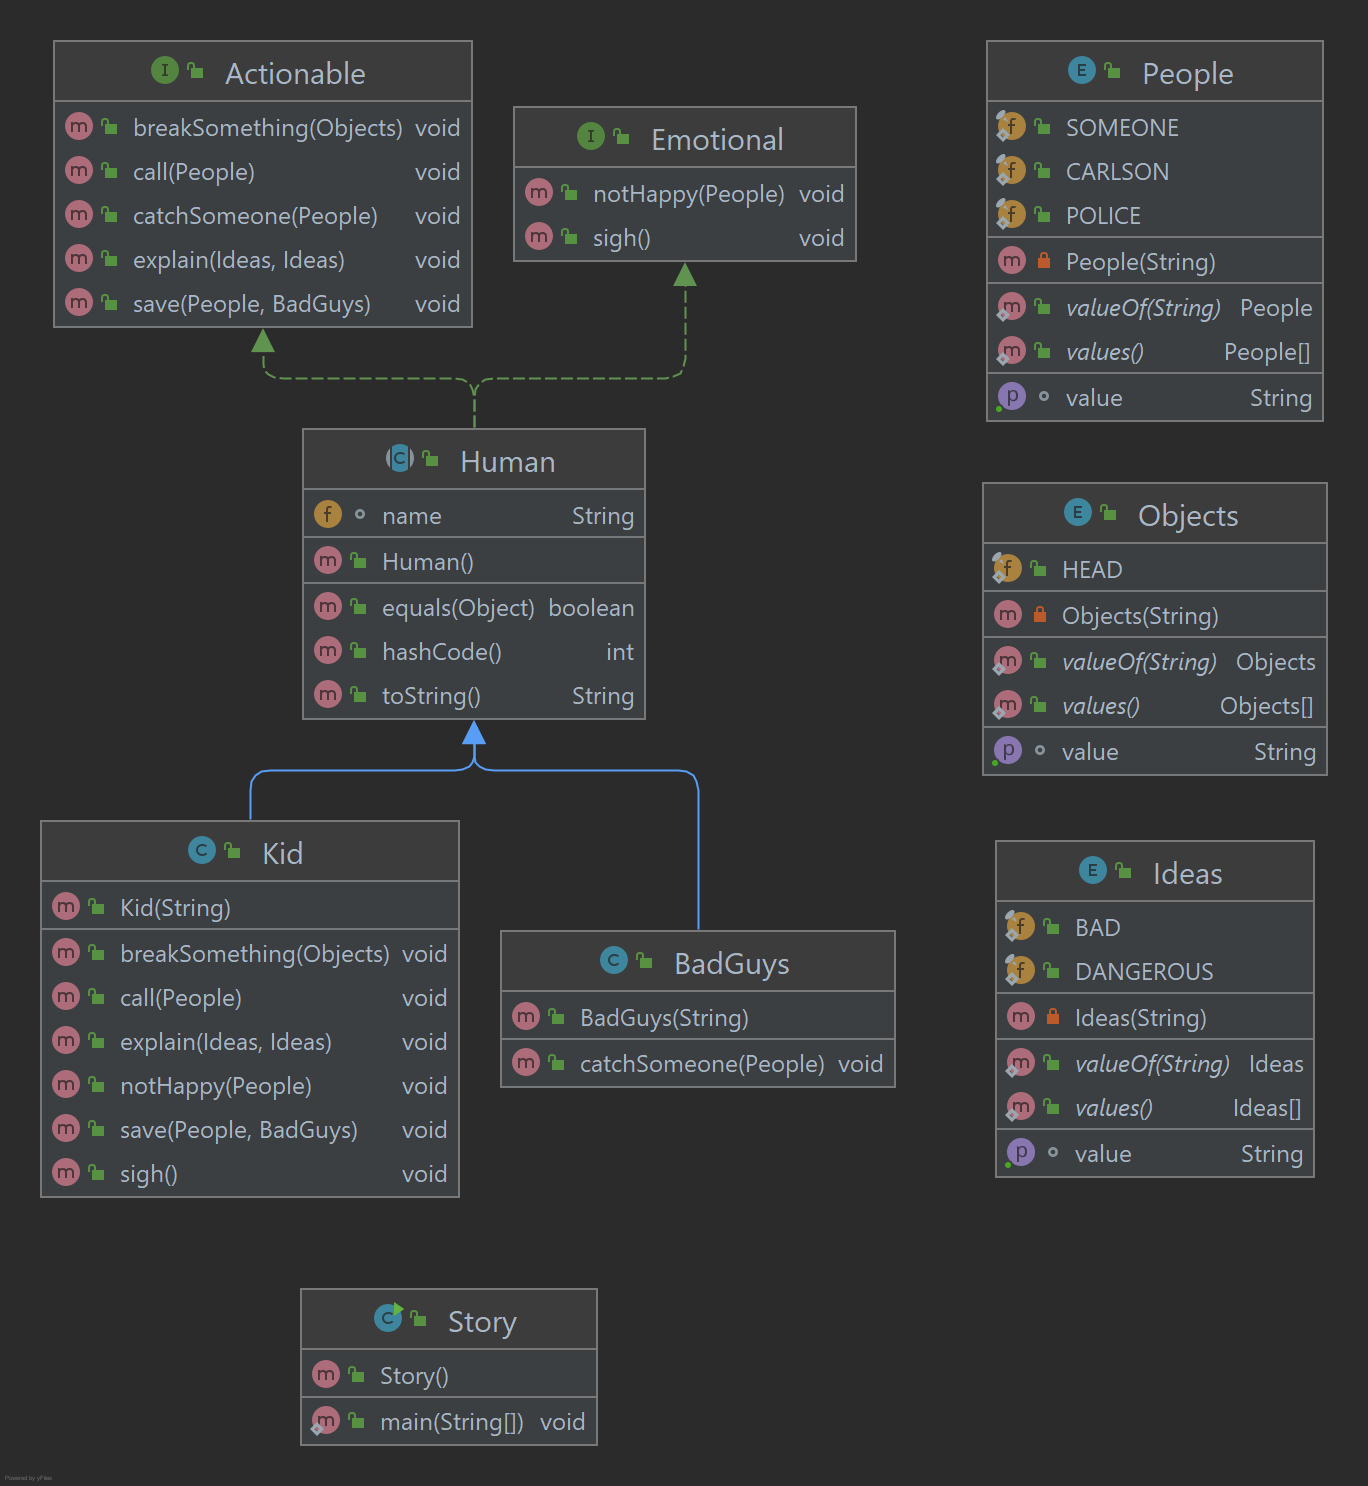 Actionable
breakSomething(Objects) void
call(People) void
catchSomeone(People) void
explain(Ideas, Ideas) void
save(People, BadGuys) void
Emotional
notHappy(People) void
sigh() void
People
SOMEONE
CARLSON
POLICE
People(String)
valueOf(String) People
values() People[]
value String
Human
name String
Human()
equals(Object) boolean
hashCode() int
toString() String
Objects
HEAD
Objects(String)
valueOf(String) Objects
values() Objects[]
value String
Kid
Kid(String)
breakSomething(Objects) void
call(People) void
explain(Ideas, Ideas) void
notHappy(People) void
save(People, BadGuys) void
sigh() void
BadGuys
BadGuys(String)
catchSomeone(People) void
Ideas
BAD
DANGEROUS
Ideas(String)
valueOf(String) Ideas
values() Ideas[]
value String
Story
Story()
main(String[]) void
Powered by yFiles